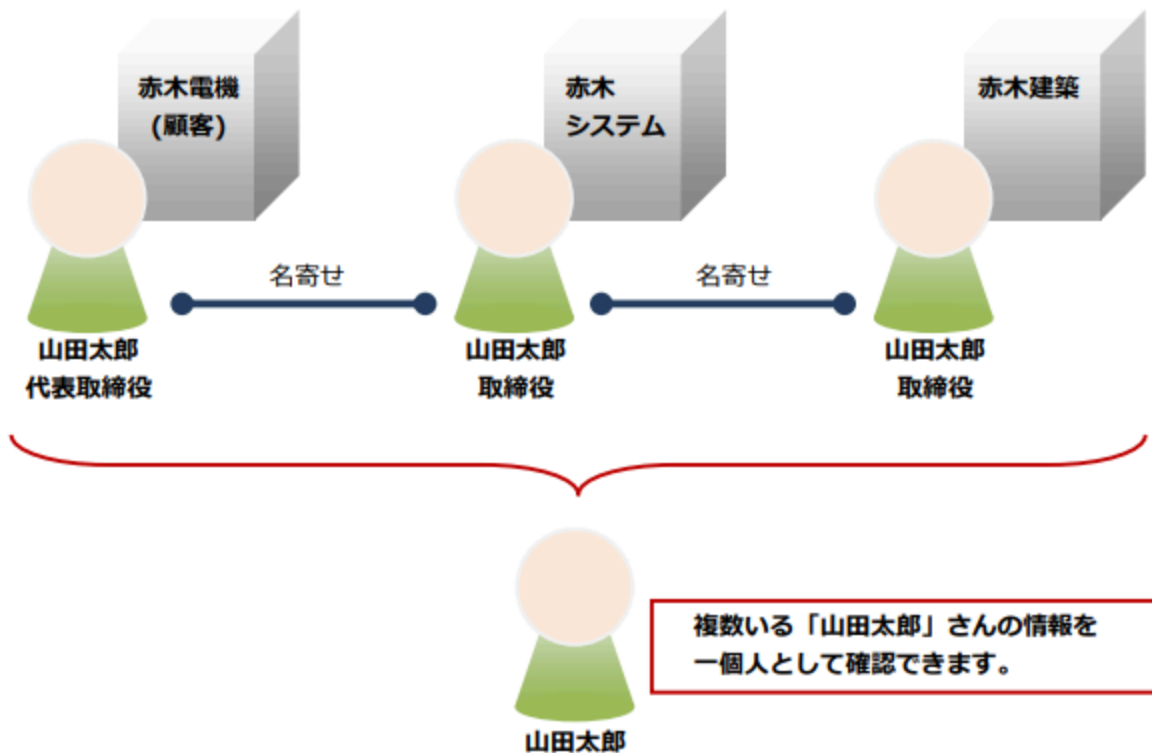 赤木電機
(顧客)
赤木
システム
赤木建築
名寄せ
名寄せ
山田太郎
代表取締役
山田太郎
取締役
山田太郎
取締役
複数いる「山田太郎」さんの情報を
一個人として確認できます。
山田太郎